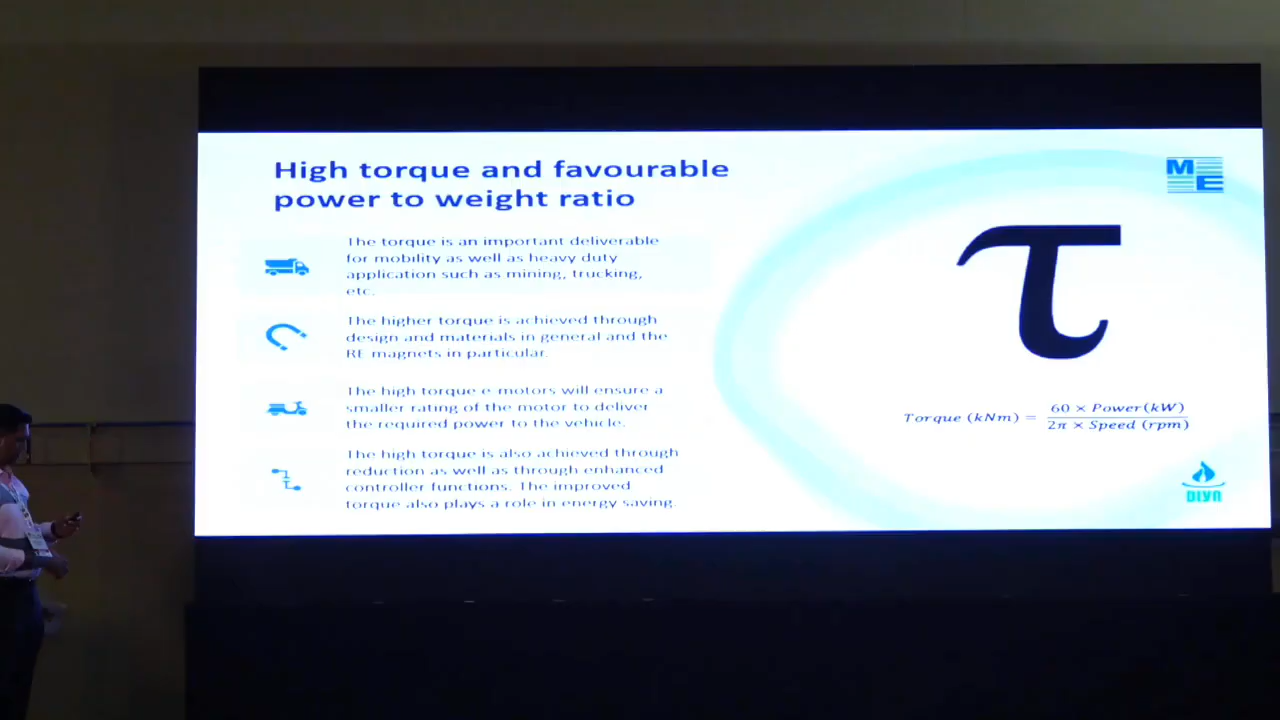 High torque and favourable
power to weight ratio
The torque is an important deliverable
for mobility as well as heavy duty
application such as mining, trucking,
etc.
The higher torque is achieved through
design and materials in general and the
RE magnets in particular.
The high torque e-motors will ensure a
smaller rating of the motor to deliver
the required power to the vehicle.
The high torque is also achieved through
reduction as well as through enhanced
controller functions. The improved
torque also plays a role in energy saving.
ME
τ
Torque (kNm) = 60 × Power(kW) / 2π × Speed (rpm)
DIYN